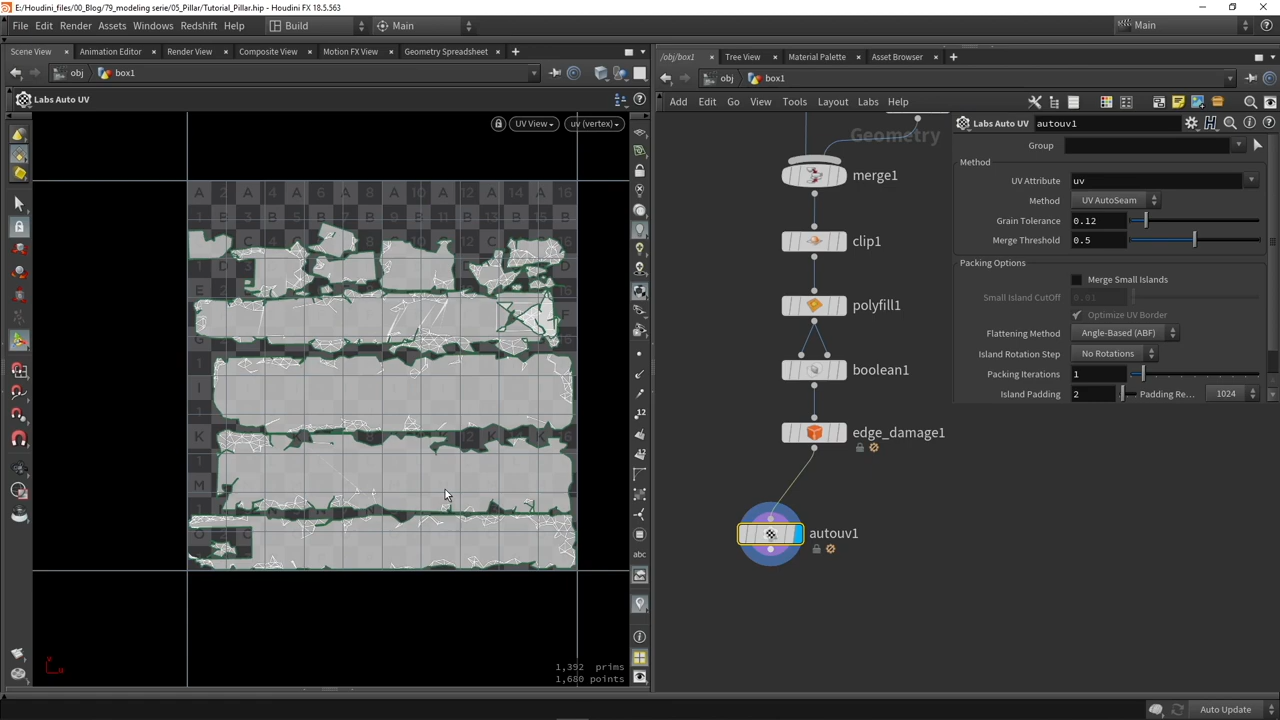 E:/Houdini_files/00_Blog/79_modeling serie/05_Pillar/Tutorial_Pillar.hip - Houdini FX 18.5.563
File Edit Render Assets Windows Redshift Help Build Main Main
Scene View Animation Editor Render View Composite View Motion FX View Geometry Spreadsheet
/obj/box1 Tree View Material Palette Asset Browser
obj box1
obj box1
Labs Auto UV
Add Edit Go View Tools Layout Labs Help
UV View uv (vertex)
Geometry
Labs Auto UV autouv1
Group
Method
UV Attribute uv
Method UV AutoSeam
Grain Tolerance 0.12
Merge Threshold 0.5
Packing Options
Merge Small Islands
Small Island CutOff 0.01
Optimize UV Border
Flattening Method Angle-Based (ABF)
Island Rotation Step No Rotations
Packing Iterations 1
Island Padding 2 Padding Re... 1024
merge1
clip1
polyfill1
boolean1
edge_damage1
autouv1
abc
1,392 prims
1,680 points
Auto Update